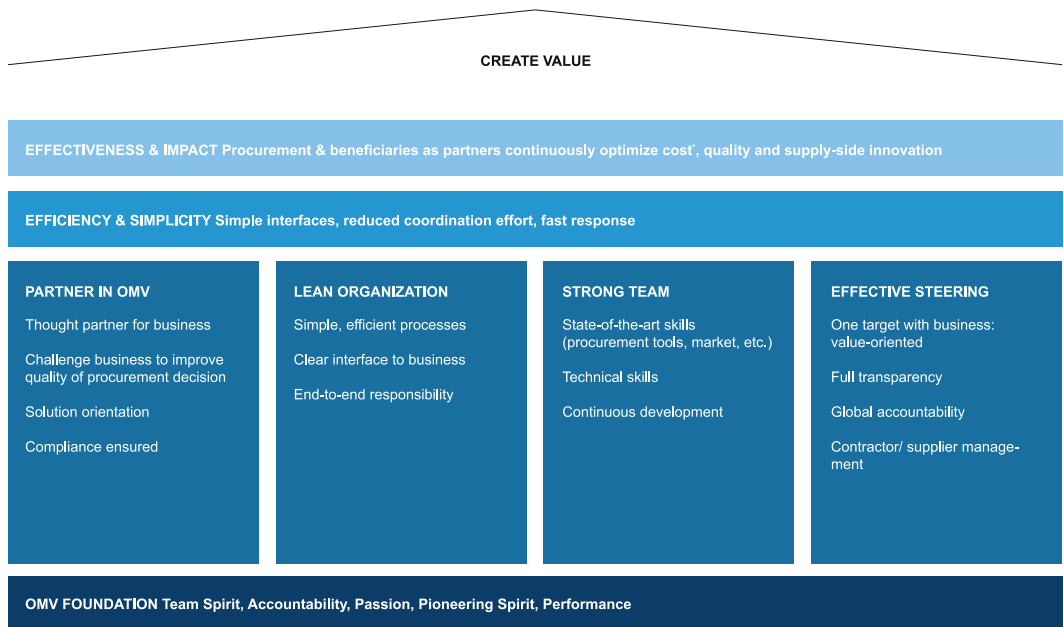 CREATE VALUE
EFFECTIVENESS & IMPACT Procurement & beneficiaries as partners continuously optimize cost*, quality and supply-side innovation
EFFICIENCY & SIMPLICITY Simple interfaces, reduced coordination effort, fast response
PARTNER IN OMV
Thought partner for business
Challenge business to improve
quality of procurement decision
Solution orientation
Compliance ensured
LEAN ORGANIZATION
Simple, efficient processes
Clear interface to business
End-to-end responsibility
STRONG TEAM
State-of-the-art skills
(procurement tools, market, etc.)
Technical skills
Continuous development
EFFECTIVE STEERING
One target with business:
value-oriented
Full transparency
Global accountability
Contractor/ supplier manage-
ment
OMV FOUNDATION Team Spirit, Accountability, Passion, Pioneering Spirit, Performance